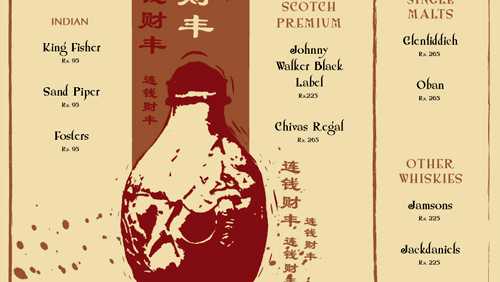 INDIAN
King Fisher
Rs. 95
Sand Piper
Rs. 95
Fosters
Rs. 95
钱财丰
财丰
连钱财丰
SCOTCH
PREMIUM
Johnny
Walker Black
Label
Rs.225
Chivas Regal
Rs. 265
连钱财丰
连钱财丰
连钱财
SINGLE
MALTS
Glenfiddich
Rs. 265
Oban
Rs. 265
OTHER
WHISKIES
Jamsons
Rs. 225
Jackdaniels
Rs. 225